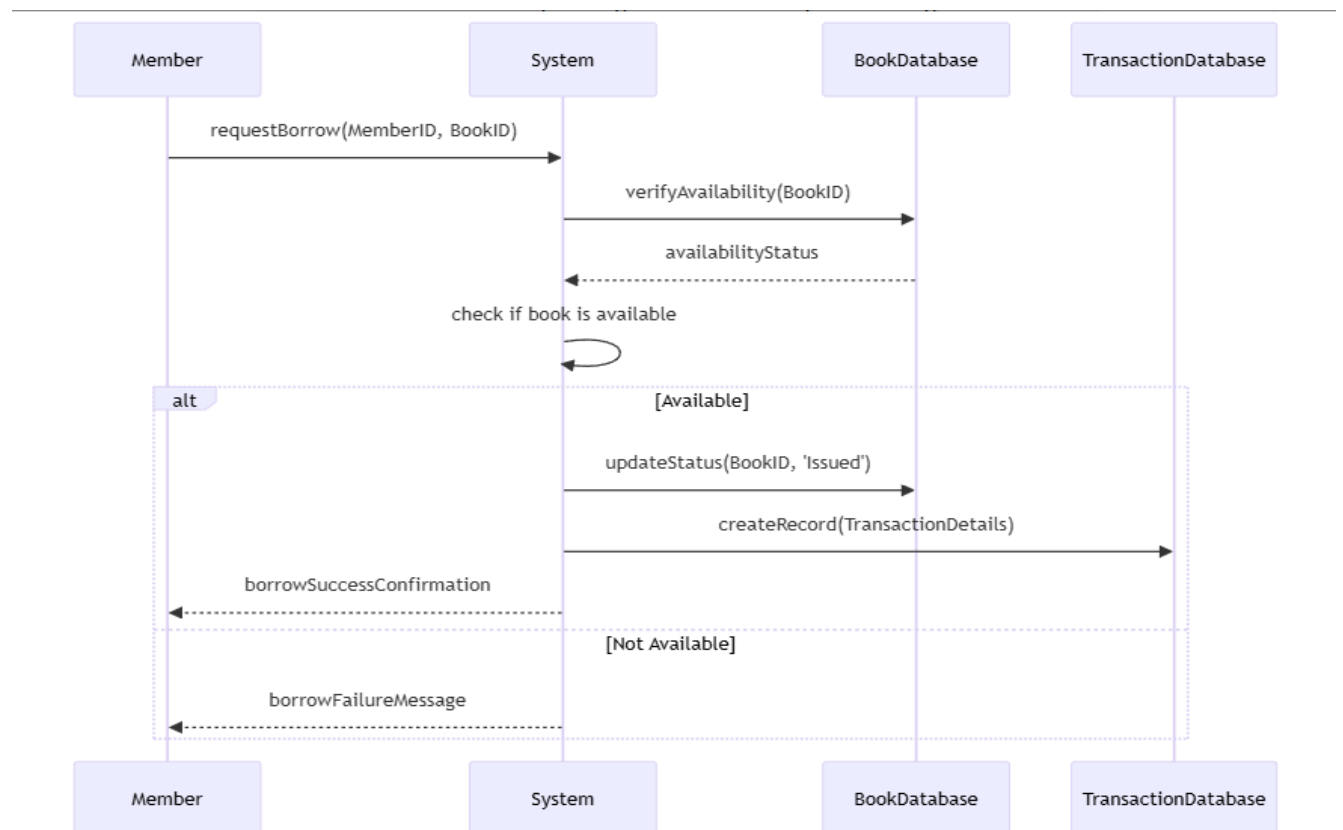 Member System BookDatabase TransactionDatabase
requestBorrow(MemberID, BookID)
verifyAvailability(BookID)
availabilityStatus
check if book is available
alt [Available]
updateStatus(BookID, 'Issued')
createRecord(TransactionDetails)
borrowSuccessConfirmation
[Not Available]
borrowFailureMessage
Member System BookDatabase TransactionDatabase